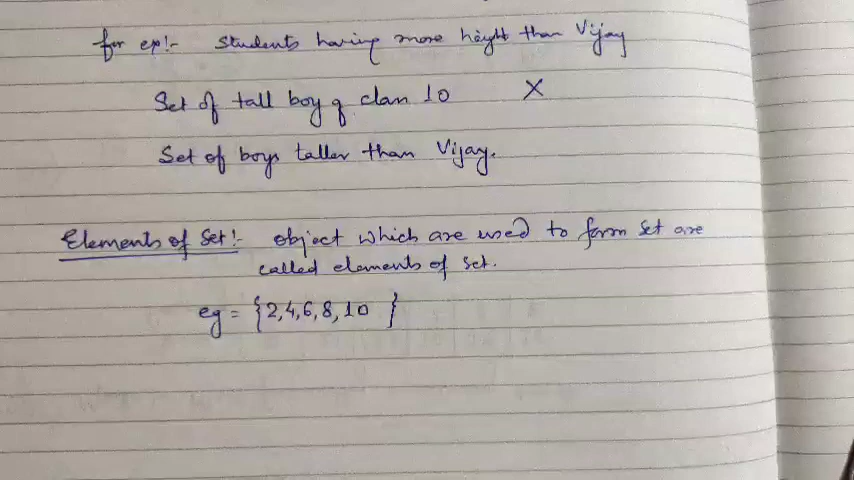 for ex!- students having more height than Vijay
Set of tall boy of class 10 X
Set of boys taller than Vijay.
Elements of Set!- object which are used to form set are
called elements of set.
eg = {2,4,6,8,10 }